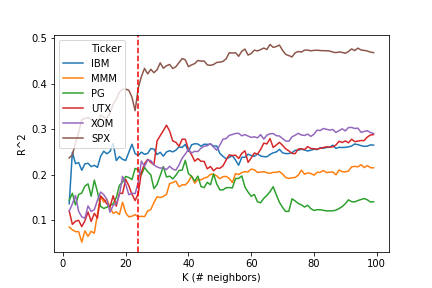 0.5
0.4
0.3
0.2
0.1
R^2
Ticker
IBM
MMM
PG
UTX
XOM
SPX
0 20 40 60 80 100
K (# neighbors)